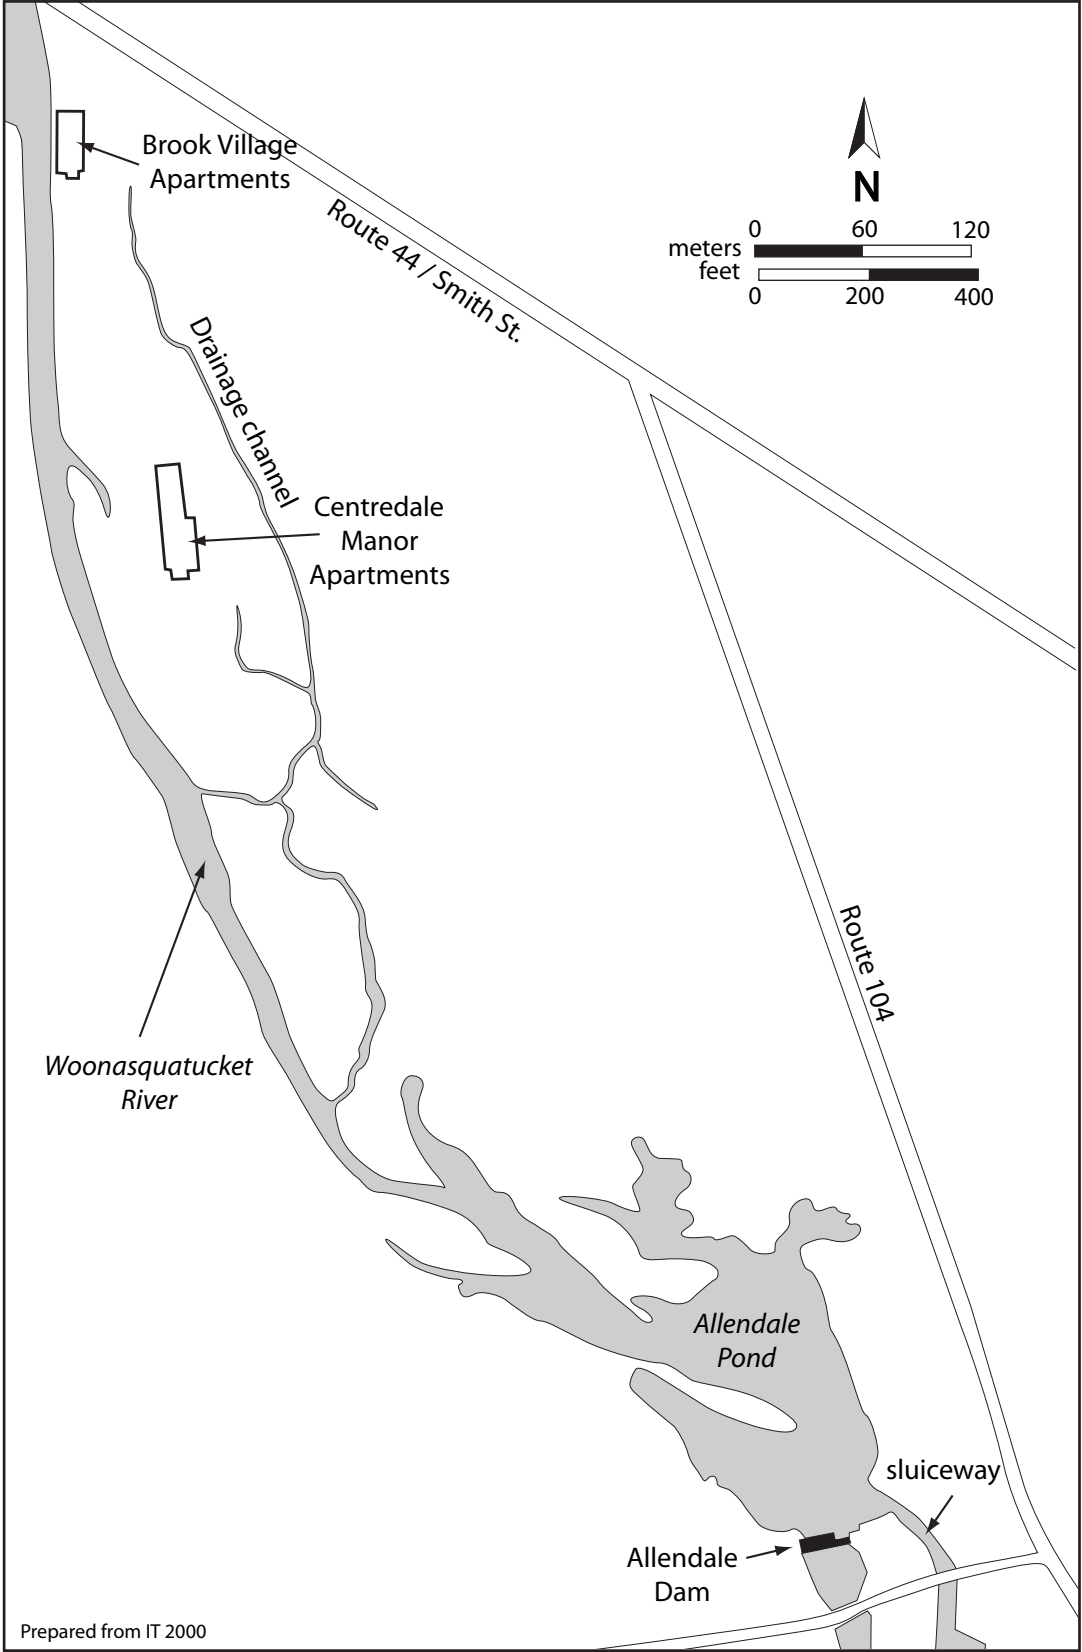 Brook Village
Apartments
N
Route 44 / Smith St.
0 60 120
meters
feet
0 200 400
Drainage channel
Centredale
Manor
Apartments
Route 104
Woonasquatucket
River
Allendale
Pond
sluiceway
Allendale
Dam
Prepared from IT 2000